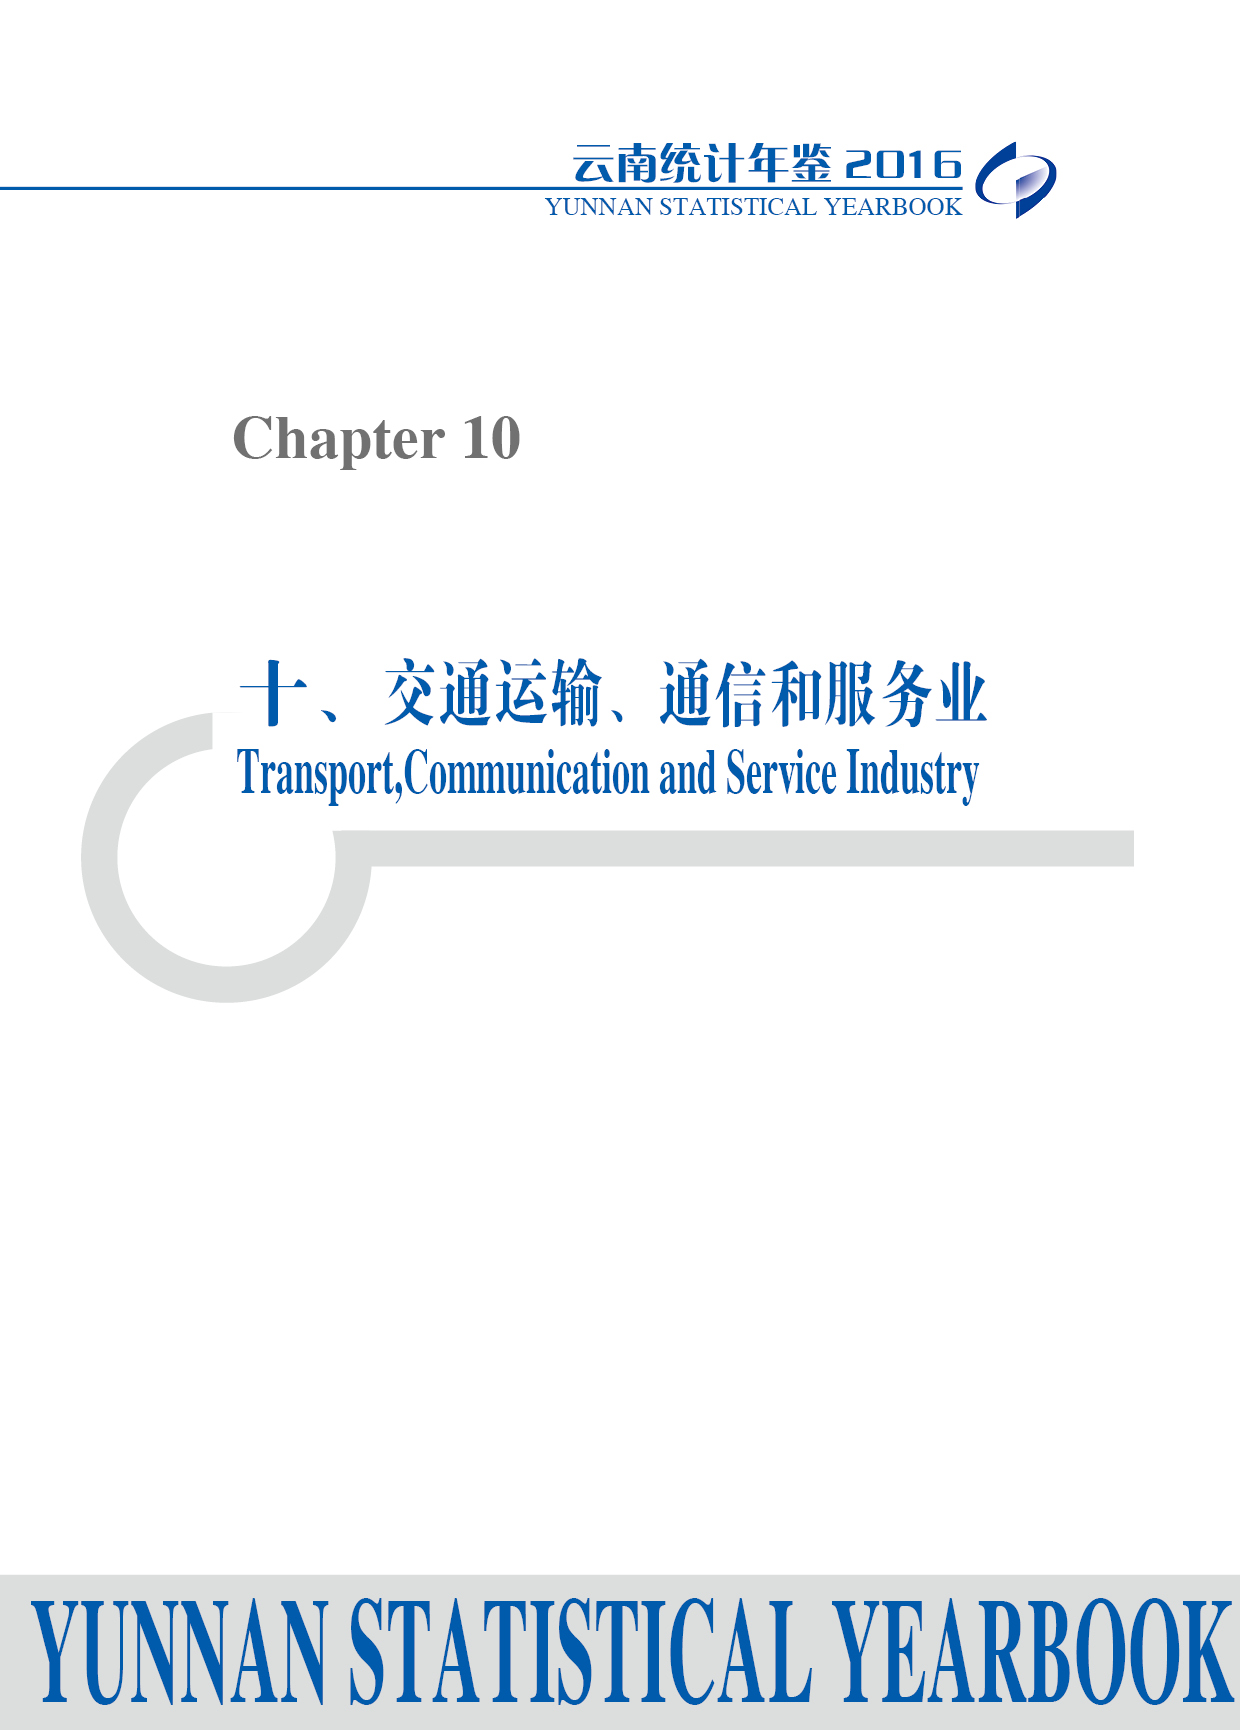 云南统计年鉴 2016
YUNNAN STATISTICAL YEARBOOK
Chapter 10
十、交通运输、通信和服务业
Transport,Communication and Service Industry
YUNNAN STATISTICAL YEARBOOK